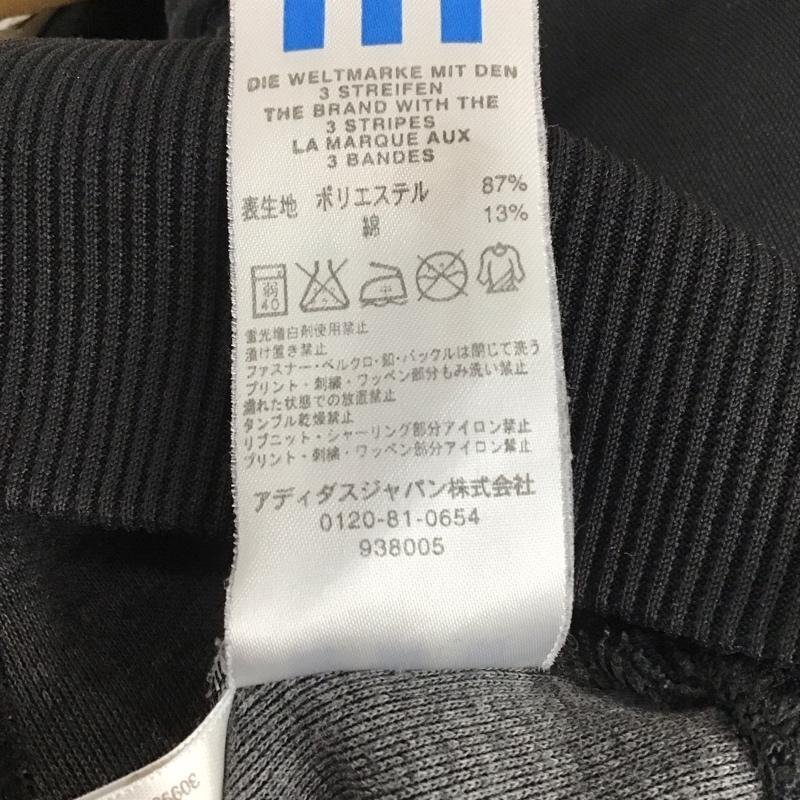 DIE WELTMARKE MIT DEN
3 STREIFEN
THE BRAND WITH THE
3 STRIPES
LA MARQUE AUX
3 BANDES
表生地 ポリエステル 87%
綿 13%
弱 40 中
蛍光増白剤使用禁止
漬け置き禁止
ファスナー・ベルクロ・釦・バックルは閉じて洗う
プリント・刺繍・ワッペン部分もみ洗い禁止
濡れた状態での放置禁止
タンブル乾燥禁止
リブニット・シャーリング部分アイロン禁止
プリント・刺繍・ワッペン部分アイロン禁止
アディダスジャパン株式会社
0120-81-0654
938005